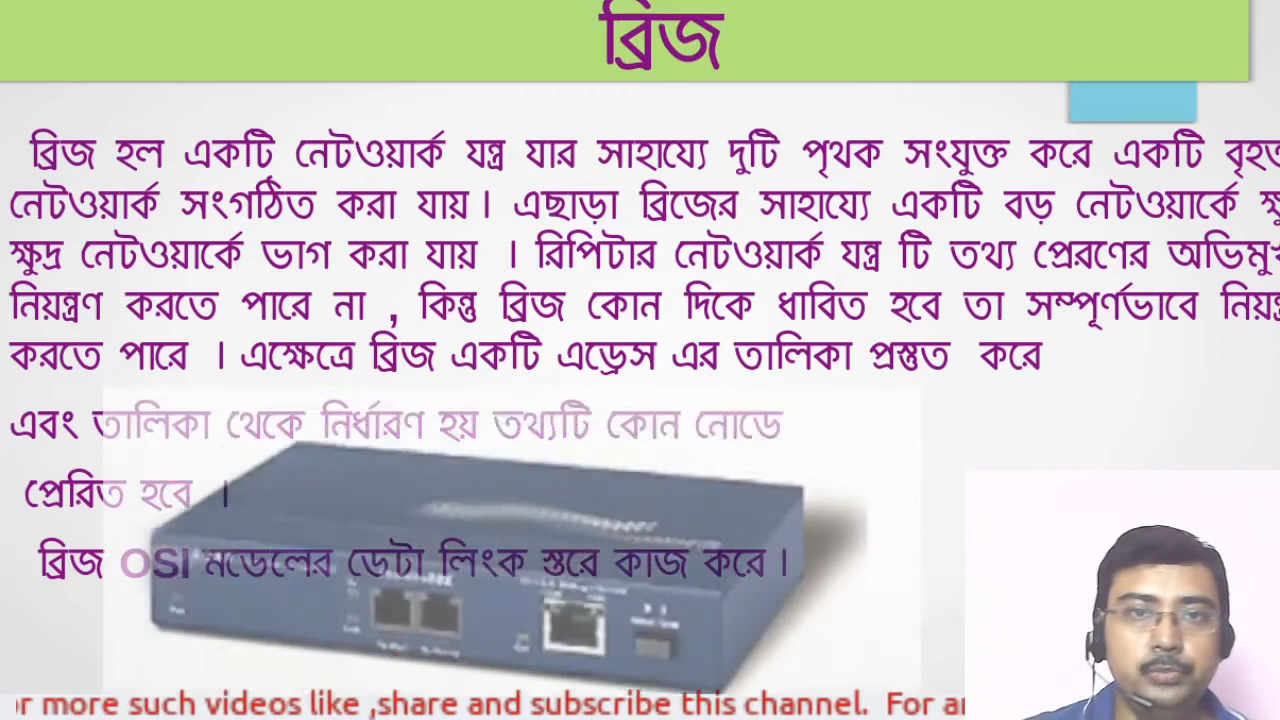 ব্রিজ
ব্রিজ হল একটি নেটওয়ার্ক যন্ত্র যার সাহায্যে দুটি পৃথক সংযুক্ত করে একটি
নেটওয়ার্ক সংগঠিত করা যায়। এছাড়া ব্রিজের সাহায্যে একটি বড় নেটওয়ার্কে
ক্ষুদ্র নেটওয়ার্কে ভাগ করা যায় । রিপিটার নেটওয়ার্ক যন্ত্র টি তথ্য প্রেরণের
নিয়ন্ত্রণ করতে পারে না , কিন্তু ব্রিজ কোন দিকে ধাবিত হবে তা সম্পূর্ণভাবে
করতে পারে । এক্ষেত্রে ব্রিজ একটি এড্রেস এর তালিকা প্রস্তুত করে
এবং তালিকা থেকে নির্ধারণ হয় তথ্যটি কোন নোডে
প্রেরিত হবে ।
ব্রিজ OSI মডেলের ডেটা লিংক স্তরে কাজ করে।
more such videos like ,share and subscribe this channel. For